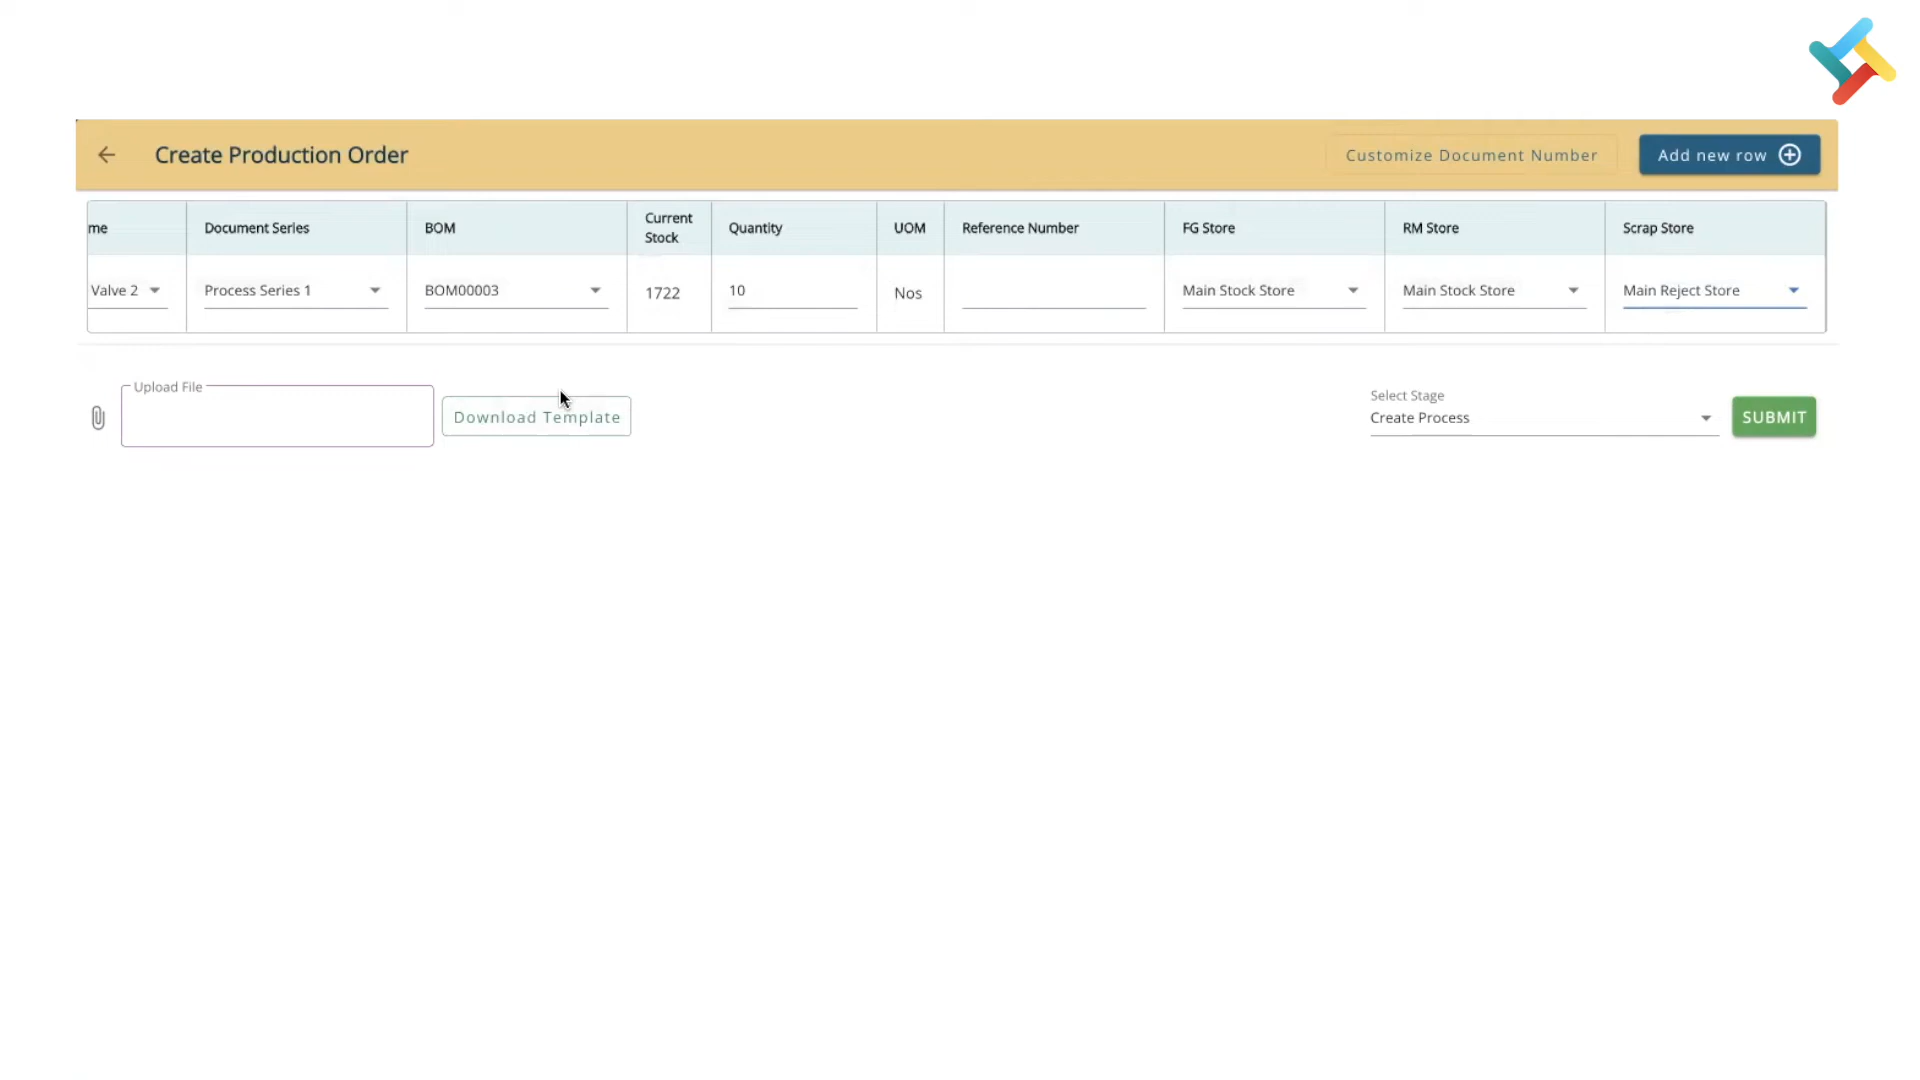 Create Production Order
Customize Document Number
Add new row
me
Document Series
BOM
Current
Stock
Quantity
UOM
Reference Number
FG Store
RM Store
Scrap Store
Valve 2
Process Series 1
BOM00003
1722
10
Nos
Main Stock Store
Main Stock Store
Main Reject Store
Upload File
Download Template
Select Stage
Create Process
SUBMIT